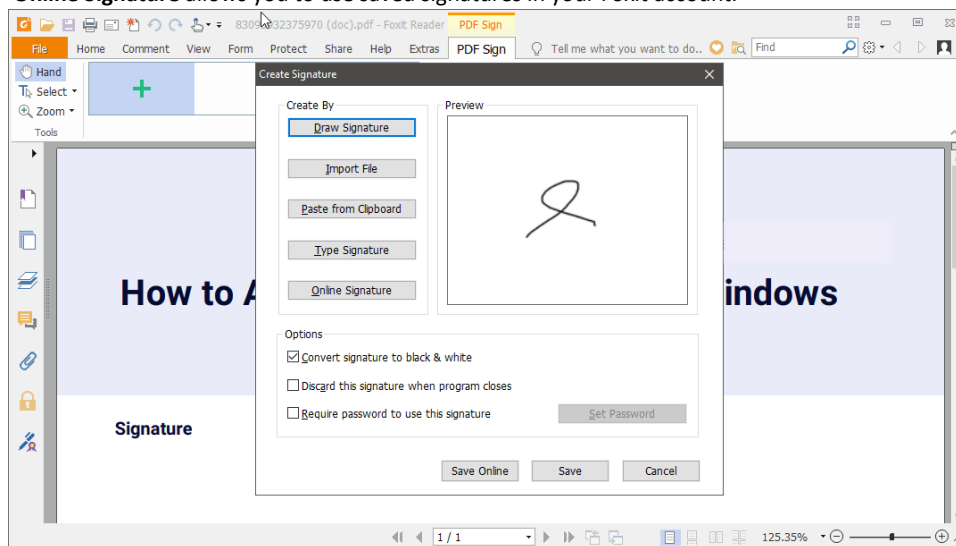 Online Signature allows you to use saved signatures in your Foxit account.
(doc).pdf - Foxit Reader PDF Sign
File Home Comment View Form Protect Share Help Extras PDF Sign Tell me what you want to do.. Find
Hand
Select
Zoom
Tools
Create Signature
Create By
Draw Signature
Import File
Paste from Clipboard
Type Signature
Online Signature
Preview
How to A
indows
Options
Convert signature to black & white
Discard this signature when program closes
Require password to use this signature
Set Password
Signature
Save Online Save Cancel
1 / 1
125.35%